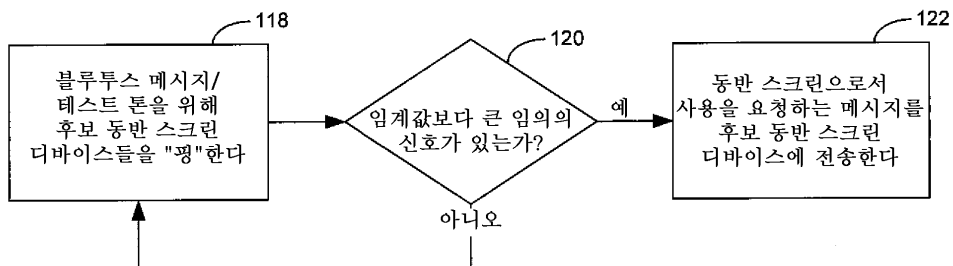 118
블루투스 메시지/
테스트 톤을 위해
후보 동반 스크린
디바이스들을 "핑"한다
120
임계값보다 큰 임의의
신호가 있는가?
예
아니오
122
동반 스크린으로서
사용을 요청하는 메시지를
후보 동반 스크린
디바이스에 전송한다